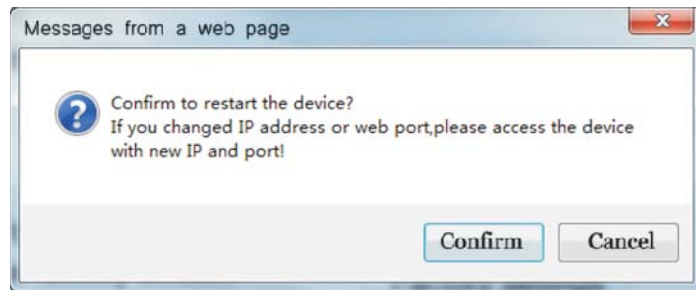 Messages from a web page
Confirm to restart the device?
If you changed IP address or web port,please access the device
with new IP and port!
Confirm Cancel